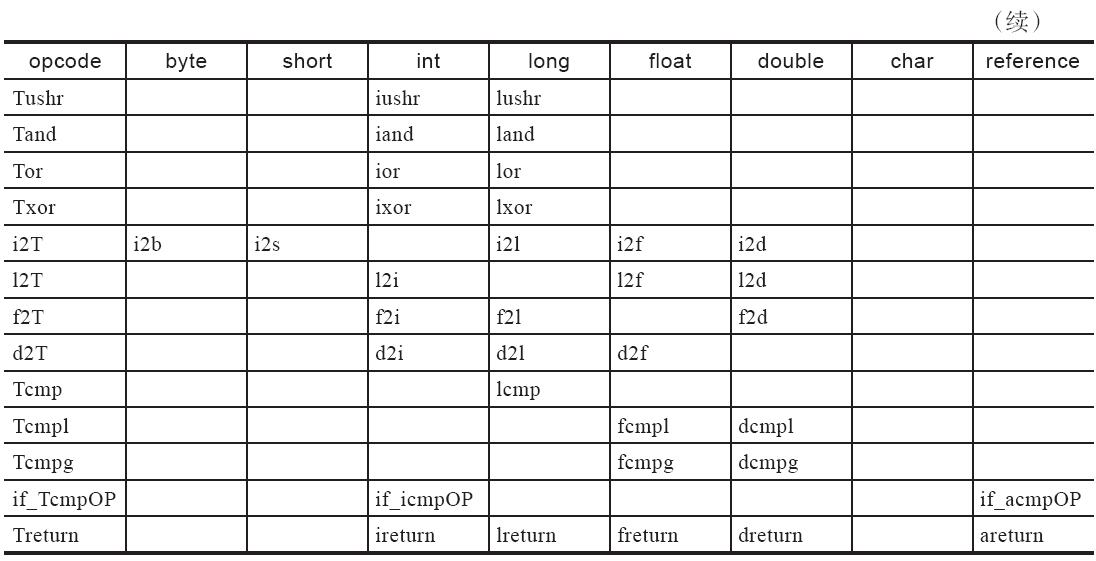 （续）
opcode byte short int long float double char reference
Tushr iushr lushr
Tand iand land
Tor ior lor
Txor ixor lxor
i2T i2b i2s i2l i2f i2d
l2T l2i l2f l2d
f2T f2i f2l f2d
d2T d2i d2l d2f
Tcmp lcmp
Tcmpl fcmpl dcmpl
Tcmpg fcmpg dcmpg
if_TcmpOP if_icmpOP if_acmpOP
Treturn ireturn lreturn freturn dreturn areturn